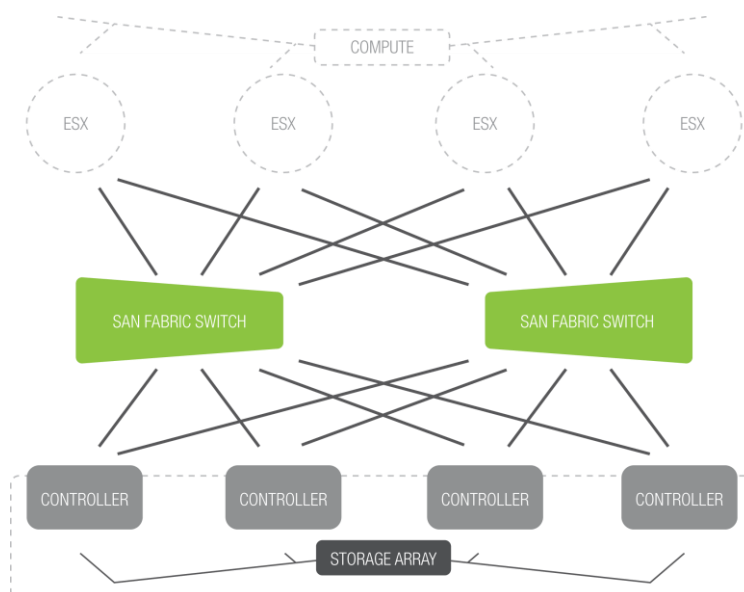 COMPUTE
ESX
ESX
ESX
ESX
SAN FABRIC SWITCH
SAN FABRIC SWITCH
CONTROLLER
CONTROLLER
CONTROLLER
CONTROLLER
STORAGE ARRAY